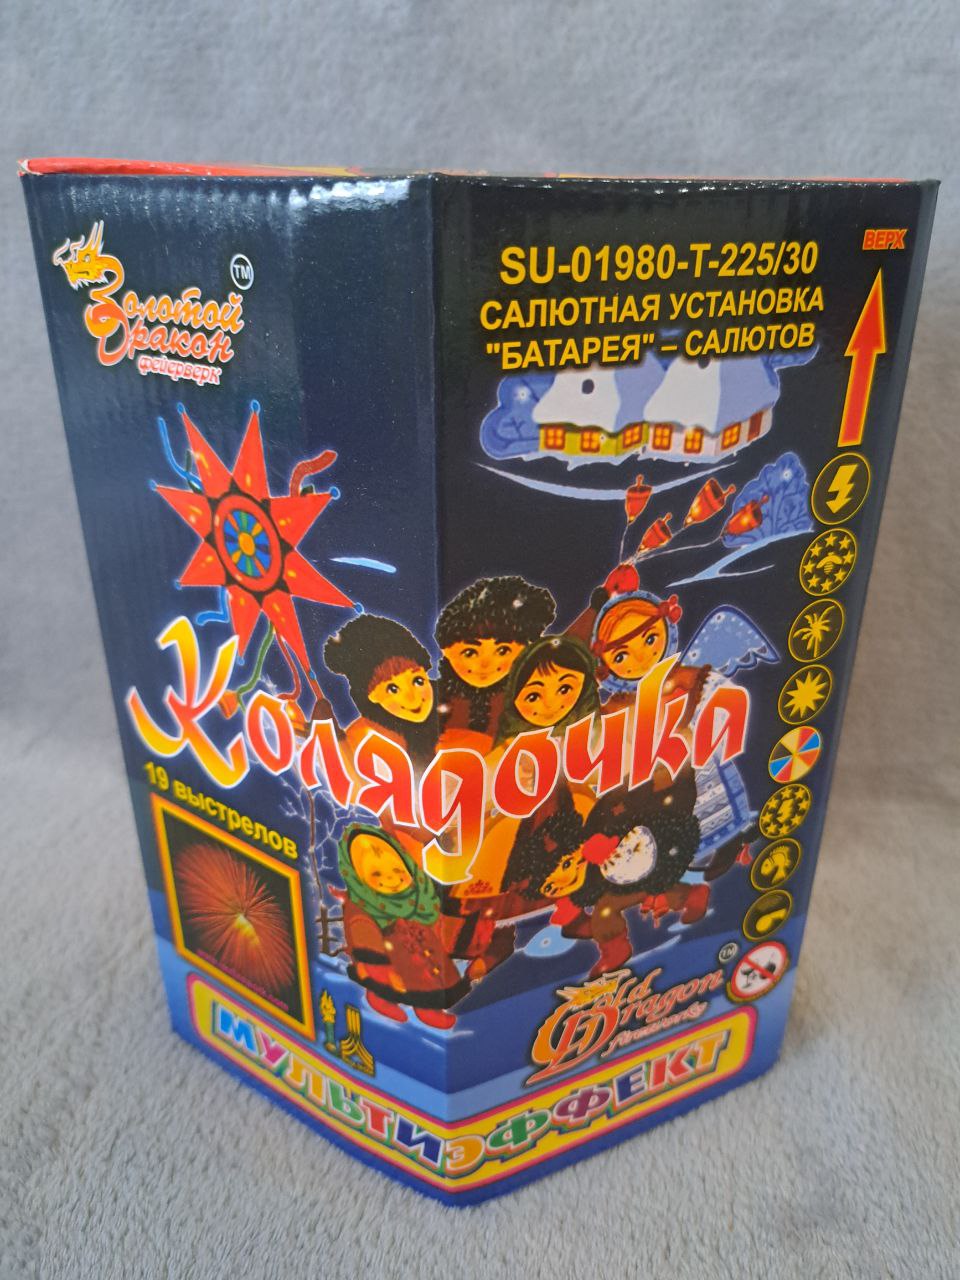 Золотой
Дракон
фейерверк
TM
SU-01980-T-225/30
САЛЮТНАЯ УСТАНОВКА
"БАТАРЕЯ" – САЛЮТОВ
ВЕРХ
Колядочка
19 выстрелов
Gold
Dragon
fireworks
TM
МУЛЬТИЭФФЕКТ